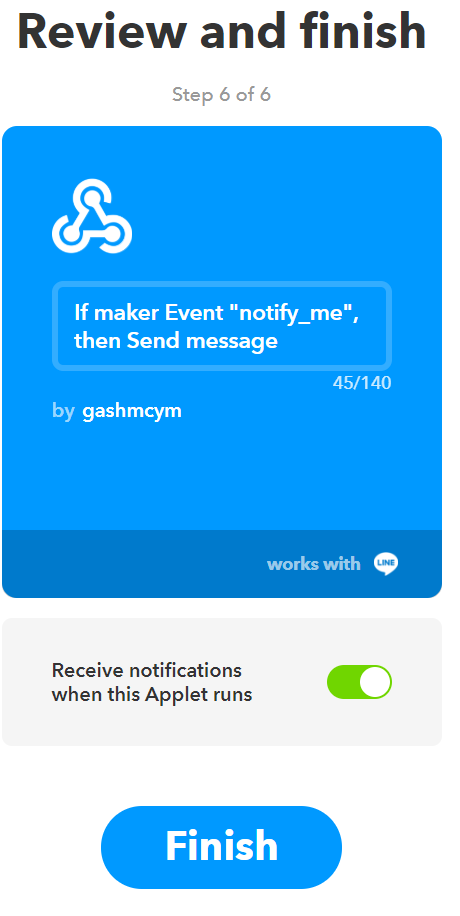 Review and finish
Step 6 of 6
If maker Event "notify_me",
then Send message
45/140
by gashmcym
works with LINE
Receive notifications
when this Applet runs
Finish